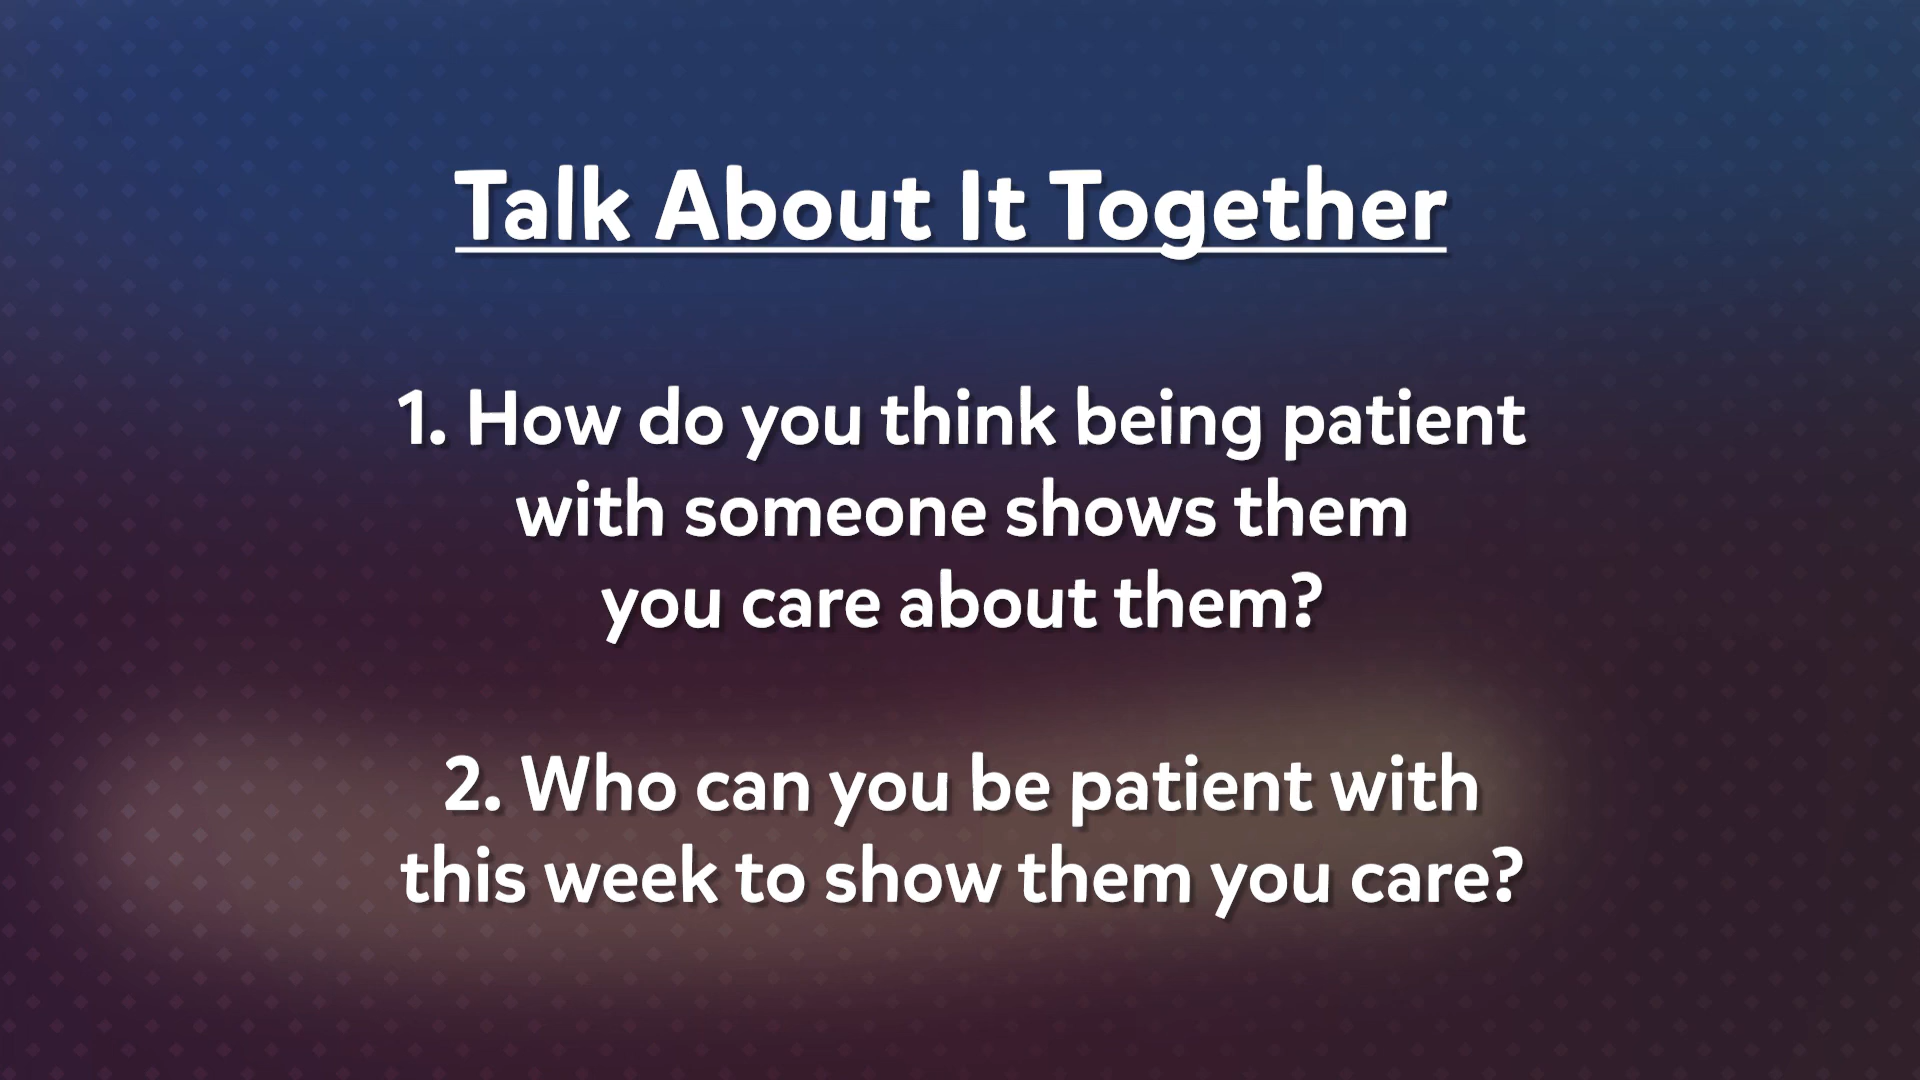 Talk About It Together
1. How do you think being patient
with someone shows them
you care about them?
2. Who can you be patient with
this week to show them you care?